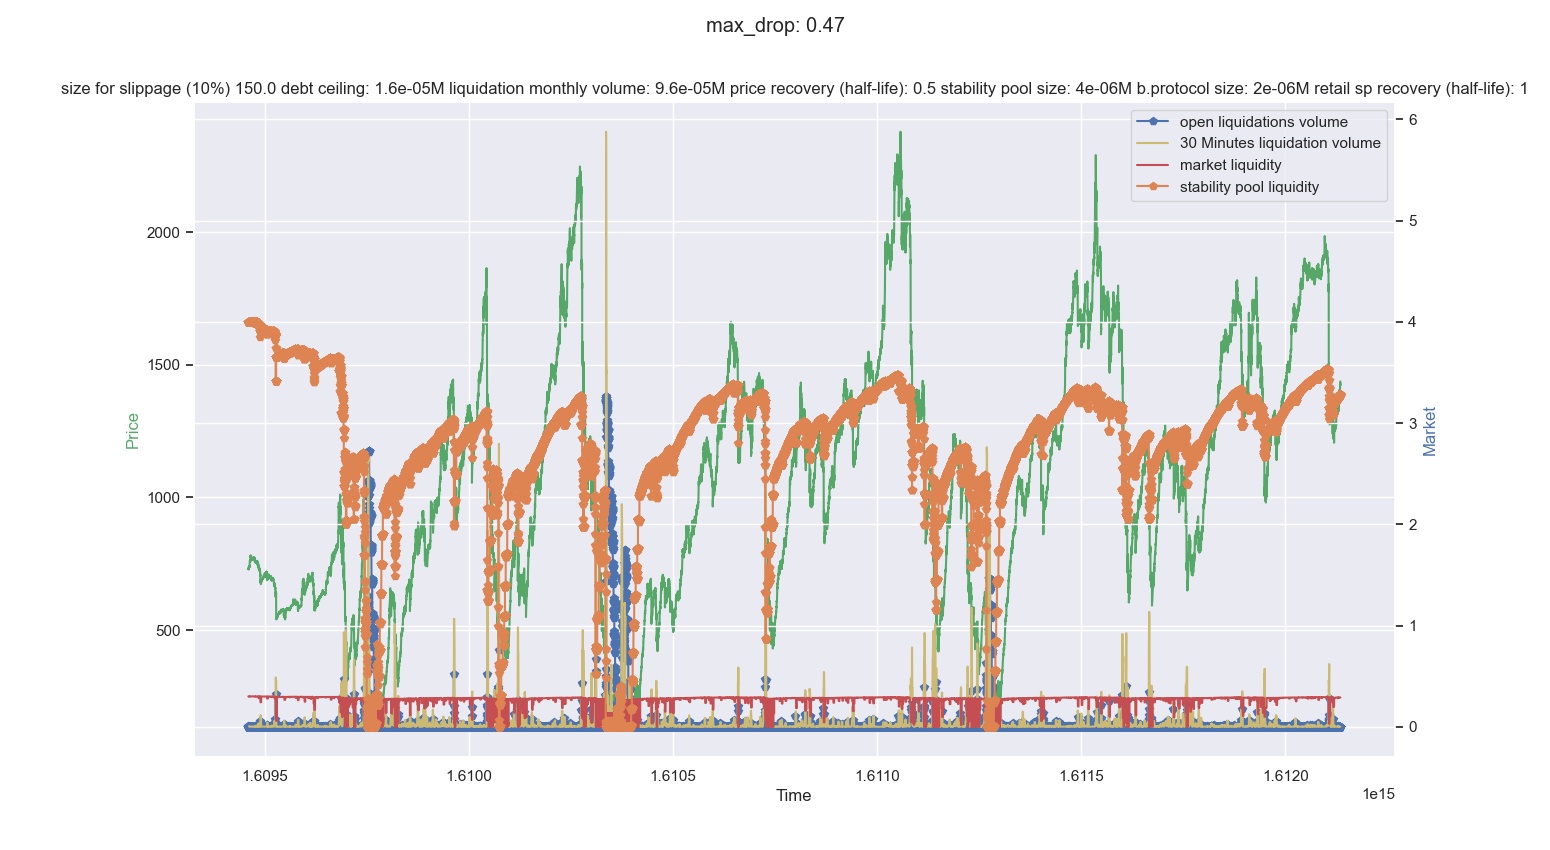 max_drop: 0.47
size for slippage (10%) 150.0 debt ceiling: 1.6e-05M liquidation monthly volume: 9.6e-05M price recovery (half-life): 0.5 stability pool size: 4e-06M b.protocol size: 2e-06M retail sp recovery (half-life): 1
open liquidations volume
30 Minutes liquidation volume
market liquidity
stability pool liquidity
Price
2000
1500
1000
500
6
5
4
3
2
1
0
Market
1.6095
1.6100
1.6105
1.6110
1.6115
1.6120
1e15
Time